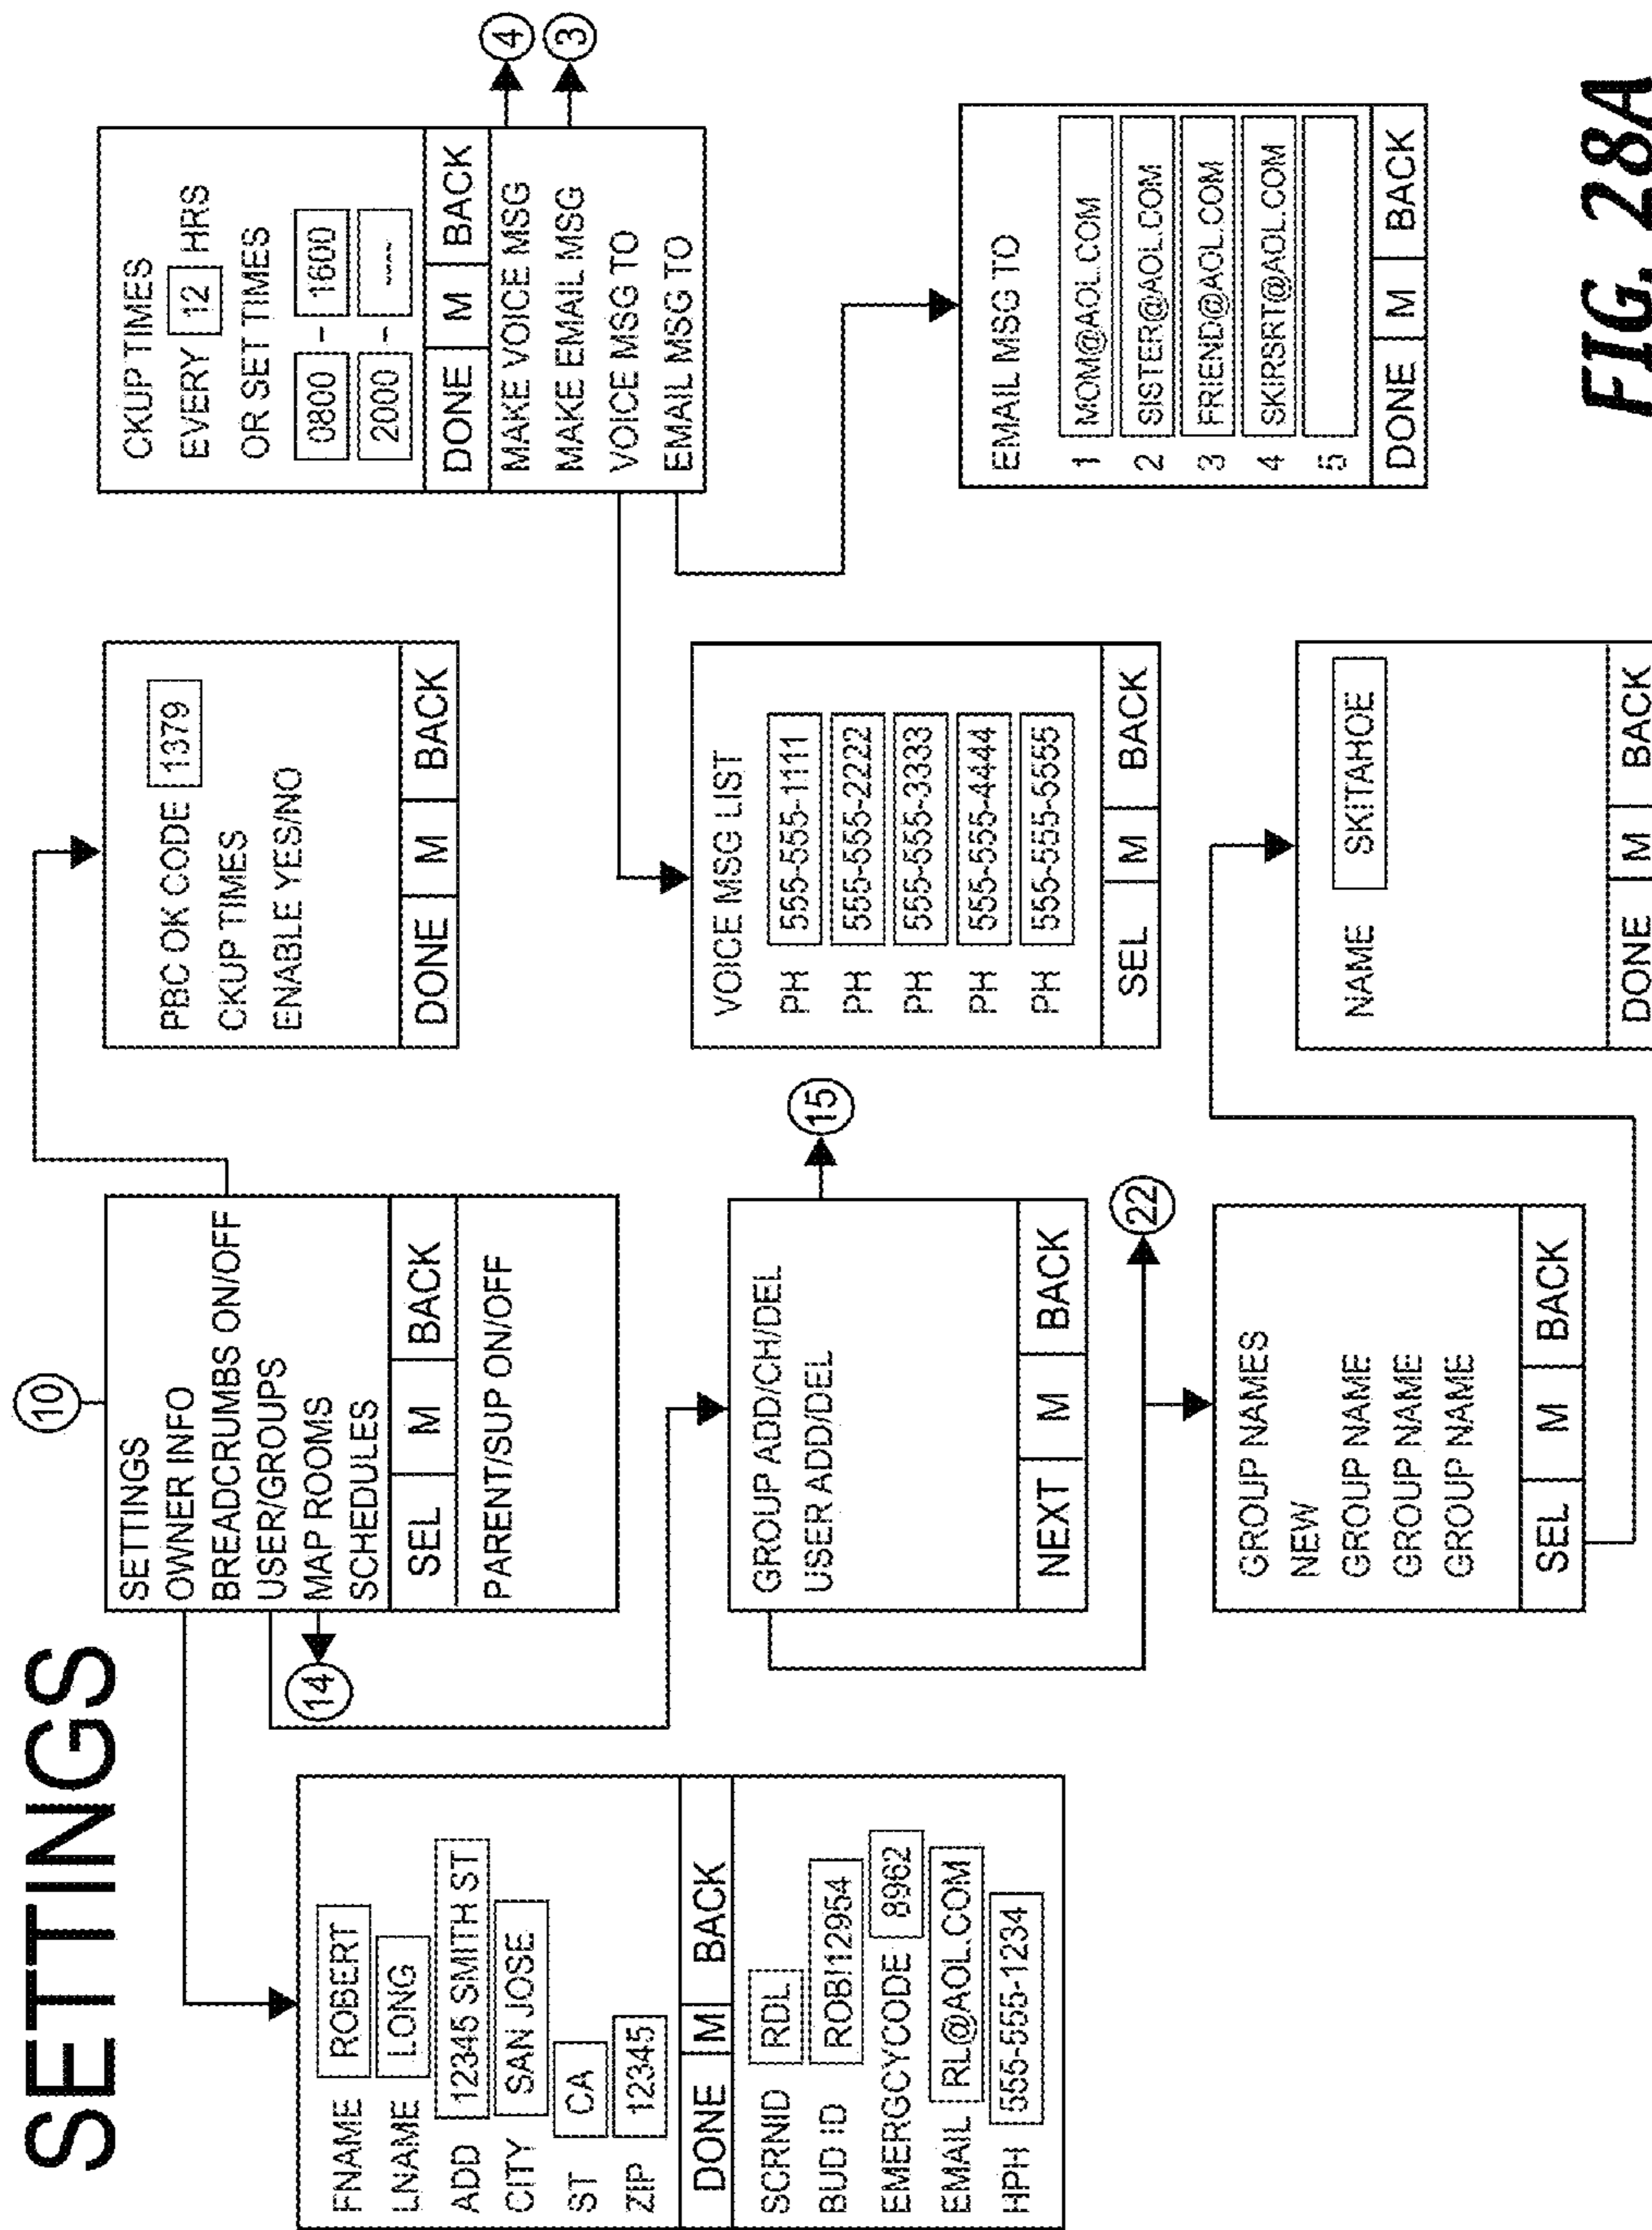 SETTINGS
10
SETTINGS
OWNER INFO
BREADCRUMBS ON/OFF
USER/GROUPS
MAP ROOMS
SCHEDULES
SEL M BACK
PARENT/SUP ON/OFF
14
FNAME ROBERT
LNAME LONG
ADD 12345 SMITH ST
CITY SAN JOSE
ST CA
ZIP 12345
DONE M BACK
SCRNID RDL
BUD ID ROB!12954
EMERGCYCODE 8962
EMAIL RL@AOL.COM
HPH 555-555-1234
GROUP ADD/CH/DEL
USER ADD/DEL
NEXT M BACK
15
22
GROUP NAMES
NEW
GROUP NAME
GROUP NAME
GROUP NAME
SEL M BACK
PBC OK CODE 1379
CKUP TIMES
ENABLE YES/NO
DONE M BACK
VOICE MSG LIST
PH 555-555-1111
PH 555-555-2222
PH 555-555-3333
PH 555-555-4444
PH 555-555-5555
SEL M BACK
NAME SKITAHOE
DONE M BACK
CKUP TIMES
EVERY 12 HRS
OR SET TIMES
0800 - 1600
2000 - ----
DONE M BACK
MAKE VOICE MSG
MAKE EMAIL MSG
VOICE MSG TO
EMAIL MSG TO
4
3
EMAIL MSG TO
1 MOM@AOL.COM
2 SISTER@AOL.COM
3 FRIEND@AOL.COM
4 SKIRSRT@AOL.COM
5
DONE M BACK
FIG. 28A